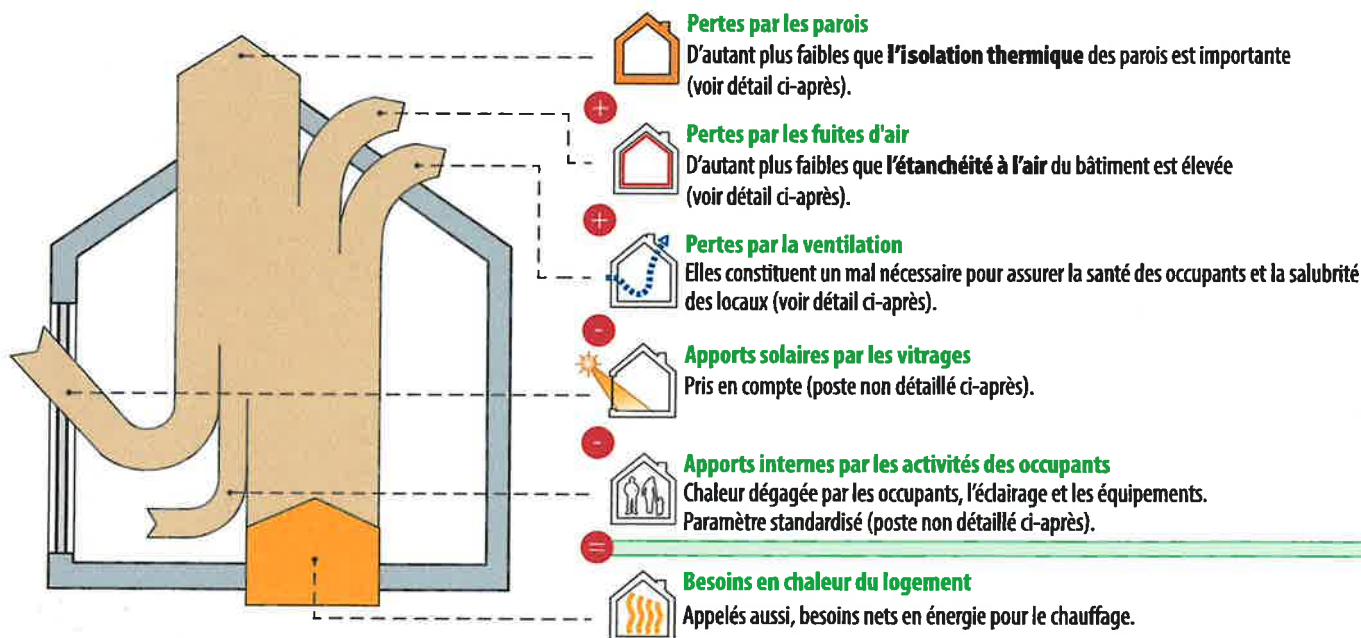 Pertes par les parois
D'autant plus faibles que l'isolation thermique des parois est importante
(voir détail ci-après).
+
Pertes par les fuites d'air
D'autant plus faibles que l'étanchéité à l'air du bâtiment est élevée
(voir détail ci-après).
+
Pertes par la ventilation
Elles constituent un mal nécessaire pour assurer la santé des occupants et la salubrité
des locaux (voir détail ci-après).
-
Apports solaires par les vitrages
Pris en compte (poste non détaillé ci-après).
-
Apports internes par les activités des occupants
Chaleur dégagée par les occupants, l'éclairage et les équipements.
Paramètre standardisé (poste non détaillé ci-après).
=
Besoins en chaleur du logement
Appelés aussi, besoins nets en énergie pour le chauffage.